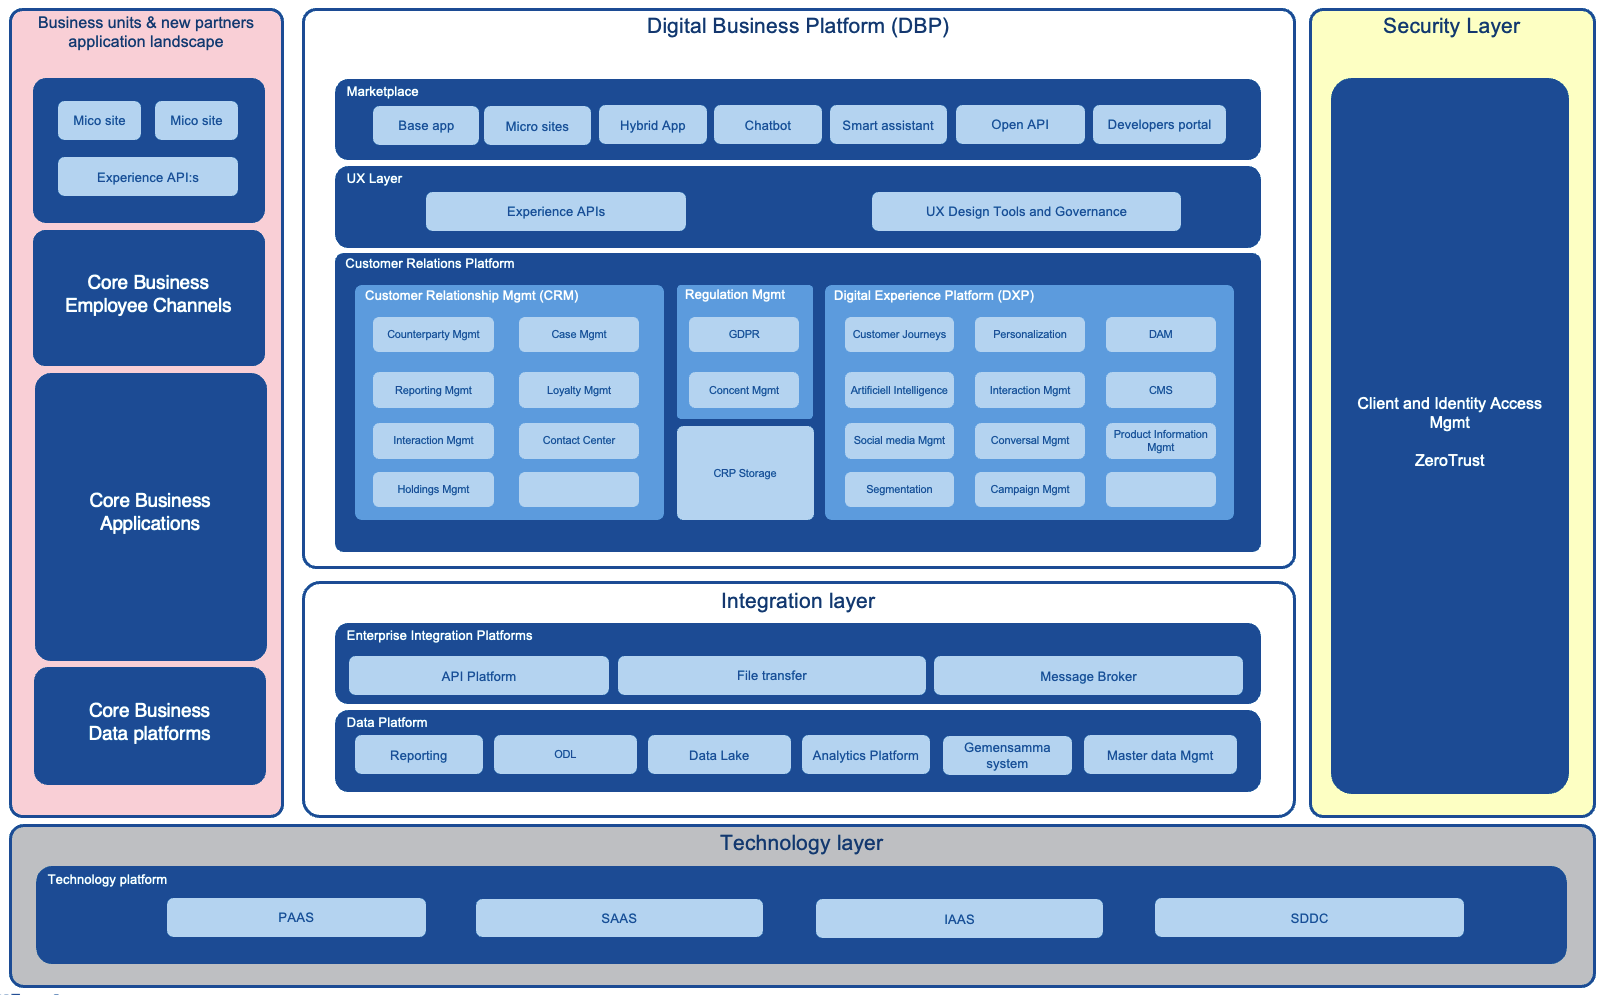 Business units & new partners
application landscape
Mico site
Mico site
Experience API:s
Core Business
Employee Channels
Core Business
Applications
Core Business
Data platforms
Digital Business Platform (DBP)
Marketplace
Base app
Micro sites
Hybrid App
Chatbot
Smart assistant
Open API
Developers portal
UX Layer
Experience APIs
UX Design Tools and Governance
Customer Relations Platform
Customer Relationship Mgmt (CRM)
Counterparty Mgmt
Case Mgmt
Reporting Mgmt
Loyalty Mgmt
Interaction Mgmt
Contact Center
Holdings Mgmt
Regulation Mgmt
GDPR
Concent Mgmt
CRP Storage
Digital Experience Platform (DXP)
Customer Journeys
Personalization
DAM
Artificiell Intelligence
Interaction Mgmt
CMS
Social media Mgmt
Conversal Mgmt
Product Information
Mgmt
Segmentation
Campaign Mgmt
Integration layer
Enterprise Integration Platforms
API Platform
File transfer
Message Broker
Data Platform
Reporting
ODL
Data Lake
Analytics Platform
Gemensamma
system
Master data Mgmt
Security Layer
Client and Identity Access
Mgmt
ZeroTrust
Technology layer
Technology platform
PAAS
SAAS
IAAS
SDDC